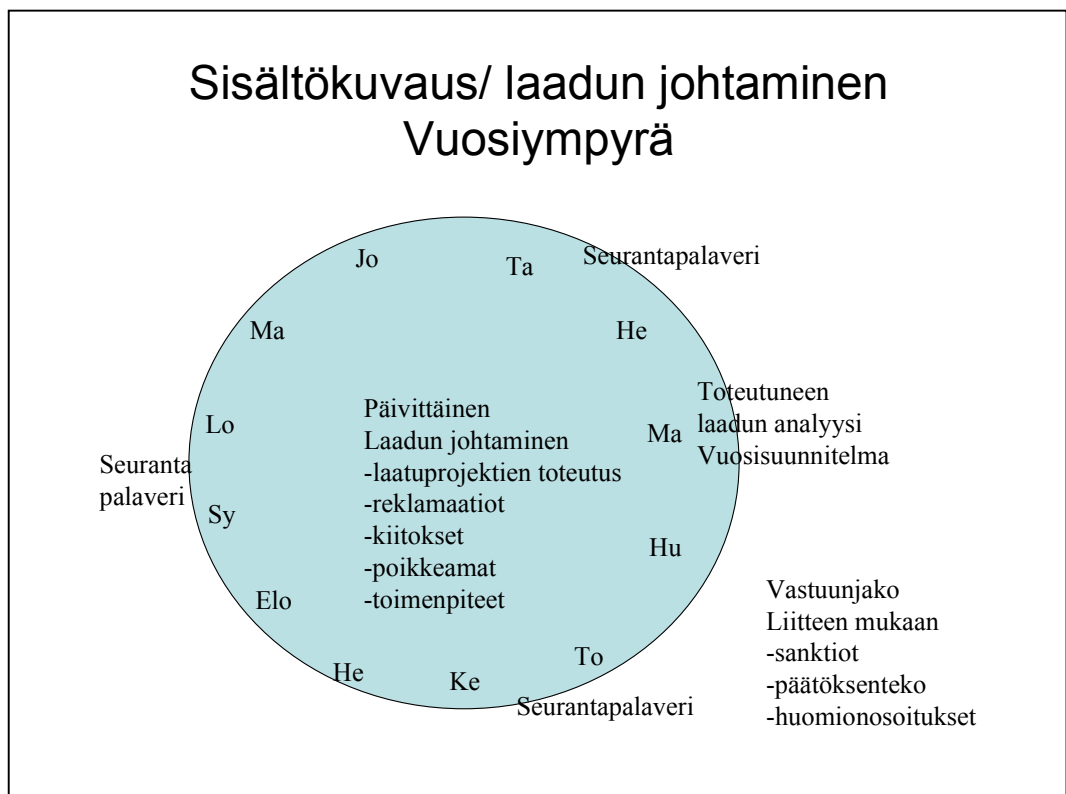 Sisältökuvaus/ laadun johtaminen
Vuosiympyrä
Jo
Ta
Seurantapalaveri
Ma
He
Lo
Toteutuneen
laadun analyysi
Vuosisuunnitelma
Ma
Päivittäinen
Laadun johtaminen
-laatuprojektien toteutus
-reklamaatiot
-kiitokset
-poikkeamat
-toimenpiteet
Seuranta
palaveri
Sy
Hu
Elo
He
Ke
To
Seurantapalaveri
Vastuunjako
Liitteen mukaan
-sanktiot
-päätöksenteko
-huomionosoitukset